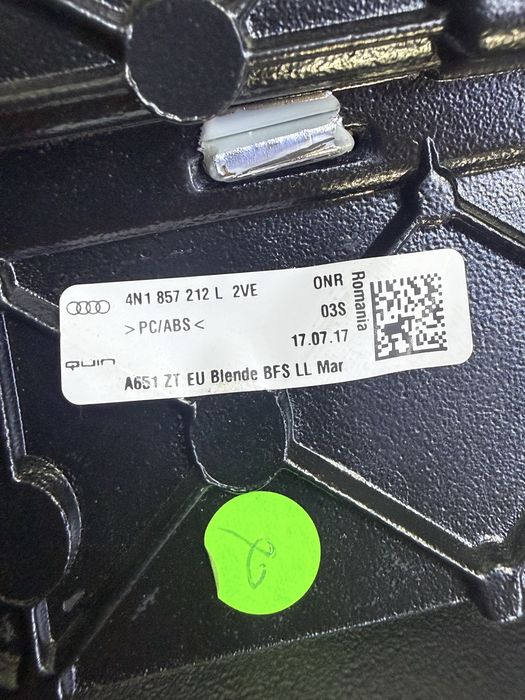 4N1 857 212 L 2VE 0NR
>PC/ABS< 03S
17.07.17
Romania
QUIN
A651 ZT EU Blende BFS LL Mar